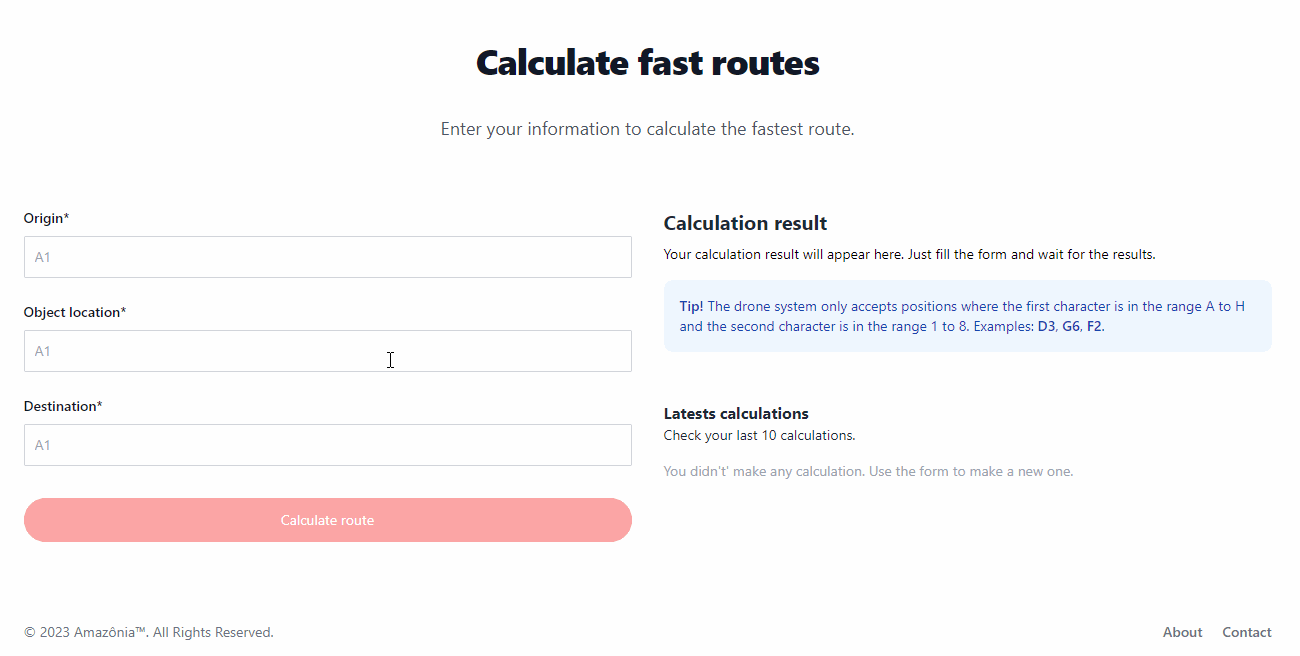 Calculate fast routes
Enter your information to calculate the fastest route.
Origin*
A1
Object location*
A1
Destination*
A1
Calculate route
Calculation result
Your calculation result will appear here. Just fill the form and wait for the results.
Tip! The drone system only accepts positions where the first character is in the range A to H
and the second character is in the range 1 to 8. Examples: D3, G6, F2.
Latests calculations
Check your last 10 calculations.
You didn't' make any calculation. Use the form to make a new one.
© 2023 Amazônia™. All Rights Reserved.
About
Contact